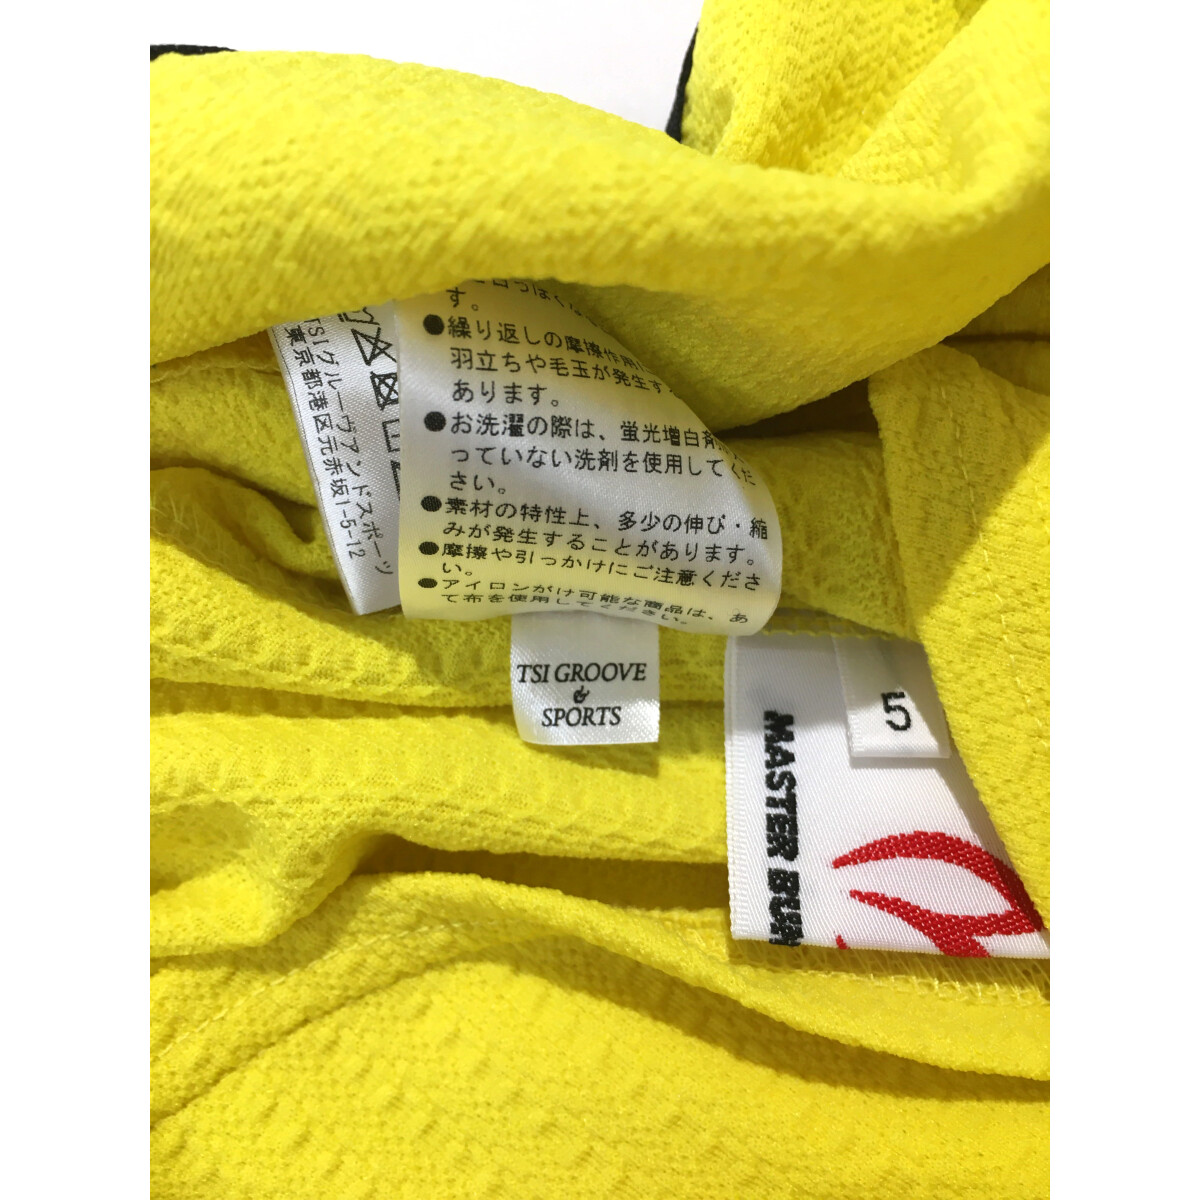 す。
●繰り返しの摩擦作用
羽立ちや毛玉が発生す
あります。
●お洗濯の際は、蛍光増白剤
っていない洗剤を使用してくだ
さい。
●素材の特性上、多少の伸び・縮
みが発生することがあります。
●摩擦や引っかけにご注意くださ
い。
●アイロンがけ可能な商品は、あ
て布を使用してください。
TSIグルーヴアンドスポーツ
東京都港区元赤坂1-5-12
TSI GROOVE
&
SPORTS
5
MASTER BUN